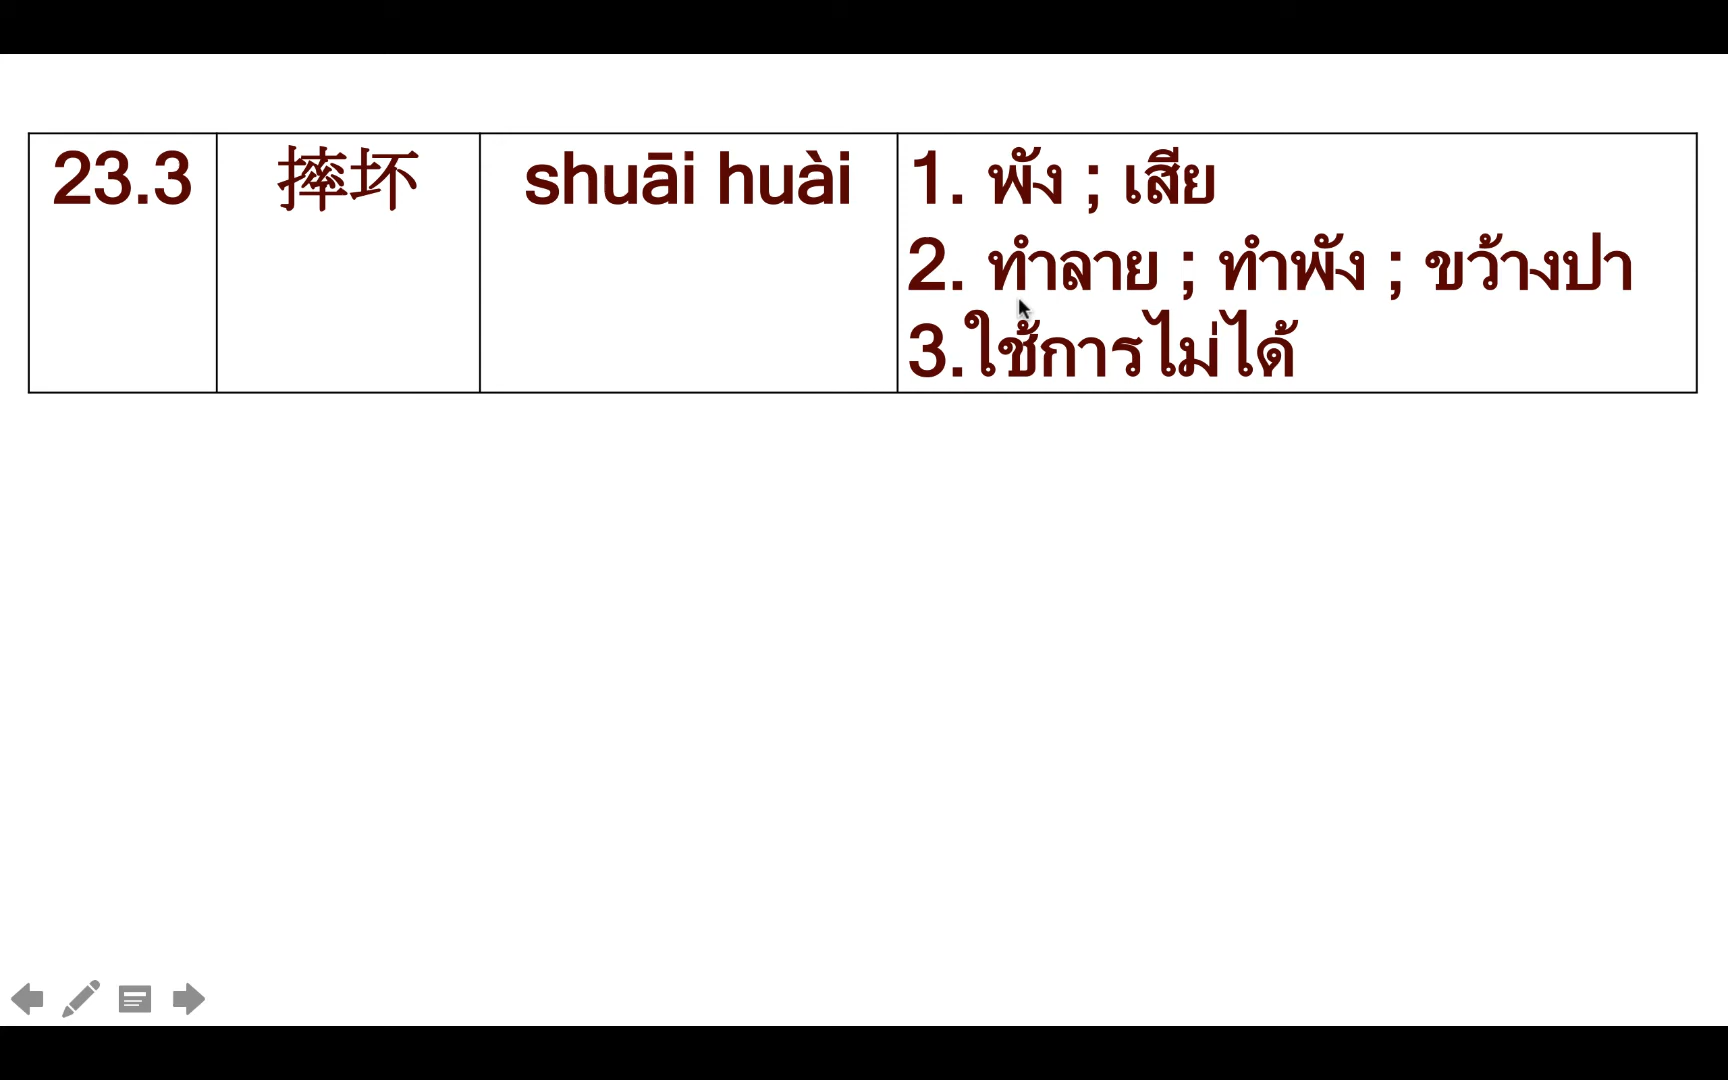 23.3 摔坏 shuāi huài 1. พัง ; เสีย
2. ทำลาย ; ทำพัง ; ขว้างปา
3.ใช้การไม่ได้